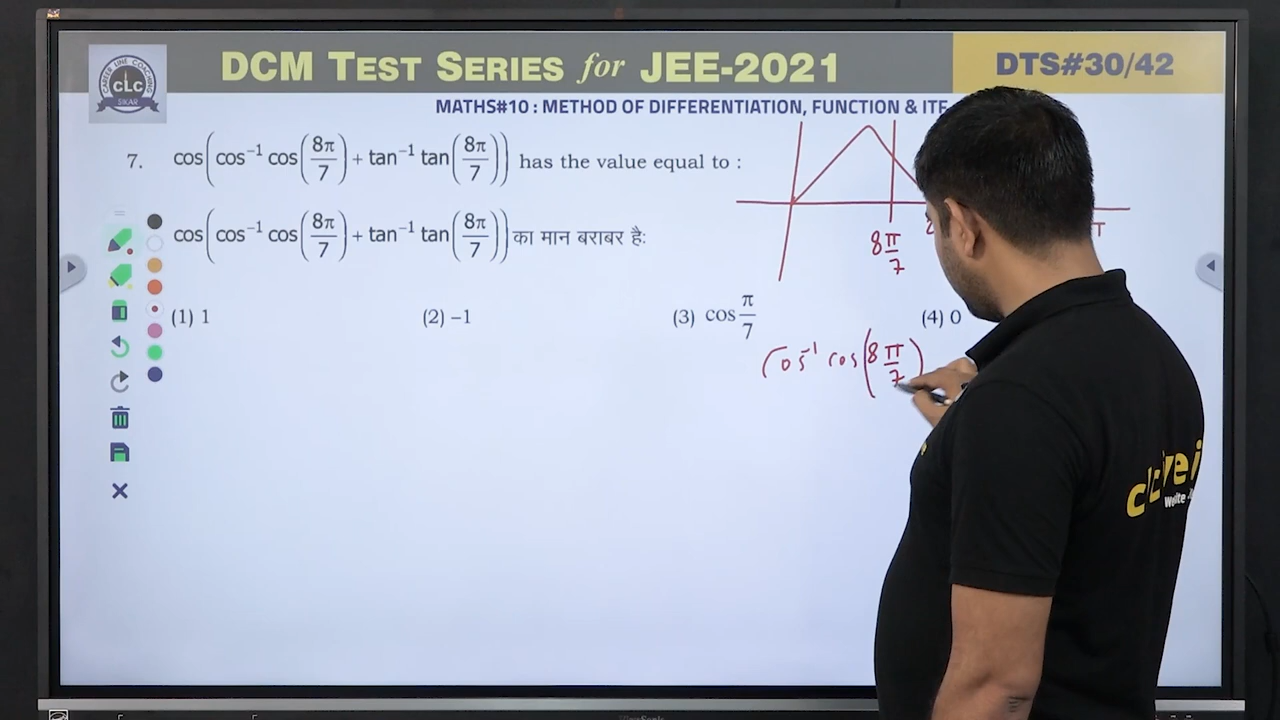 CAREER LINE COACHING
CLC
SIKAR
DCM TEST SERIES for JEE-2021
DTS#30/42
MATHS#10 : METHOD OF DIFFERENTIATION, FUNCTION & ITF
7. cos(cos⁻¹ cos(8π/7) + tan⁻¹ tan(8π/7)) has the value equal to :
cos(cos⁻¹ cos(8π/7) + tan⁻¹ tan(8π/7)) का मान बराबर है:
8π/7
π
(1) 1 (2) –1 (3) cos π/7 (4) 0
cos⁻¹ cos(8π/7)